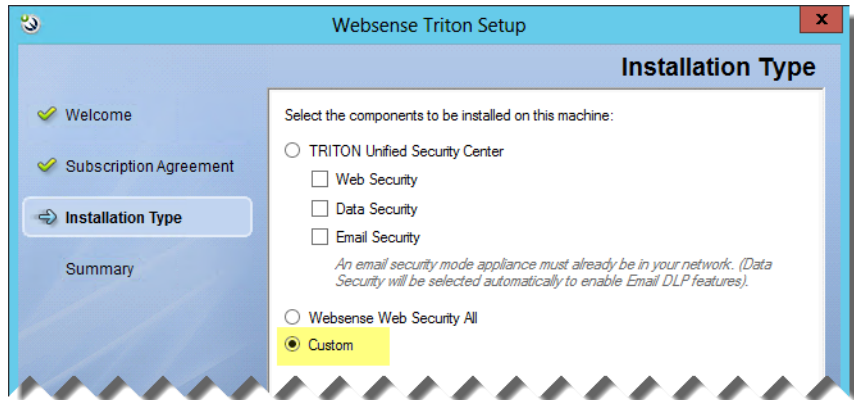 Websense Triton Setup
x
Installation Type
Welcome
Subscription Agreement
Installation Type
Summary
Select the components to be installed on this machine:
TRITON Unified Security Center
Web Security
Data Security
Email Security
An email security mode appliance must already be in your network. (Data
Security will be selected automatically to enable Email DLP features).
Websense Web Security All
Custom